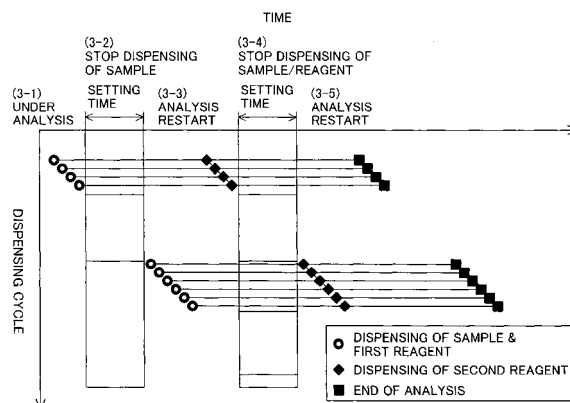 TIME
(3-2)
STOP DISPENSING
OF SAMPLE
(3-4)
STOP DISPENSING OF
SAMPLE/REAGENT
(3-1)
UNDER
ANALYSIS
SETTING
TIME
(3-3)
ANALYSIS
RESTART
SETTING
TIME
(3-5)
ANALYSIS
RESTART
DISPENSING CYCLE
DISPENSING OF SAMPLE &
FIRST REAGENT
DISPENSING OF SECOND REAGENT
END OF ANALYSIS